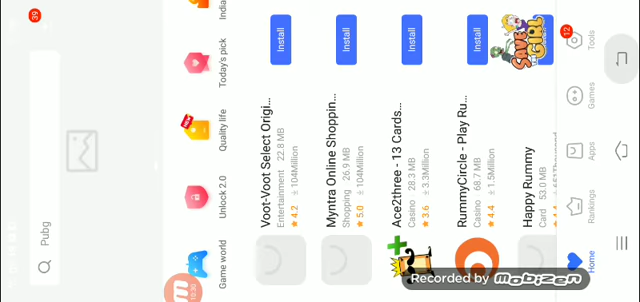 39
Pubg
India
Today's pick
NEW
Quality life
Unlock 2.0
Game world
Voot-Voot Select Origi...
Entertainment 22.8 MB
★ 4.2 ± 104Million
Install
Myntra Online Shoppin...
Shopping 26.9 MB
★ 5.0 ± 104Million
Install
Ace2three - 13 Cards...
Casino 28.3 MB
★ 3.6 ± 3.3Million
Install
RummyCircle - Play Ru...
Casino 68.7 MB
★ 4.4 ± 1.5Million
Install
Happy Rummy
Card 53.0 MB
SAVE THE GIRL
Home
Rankings
Apps
Games
Tools
12
Recorded by mobizen